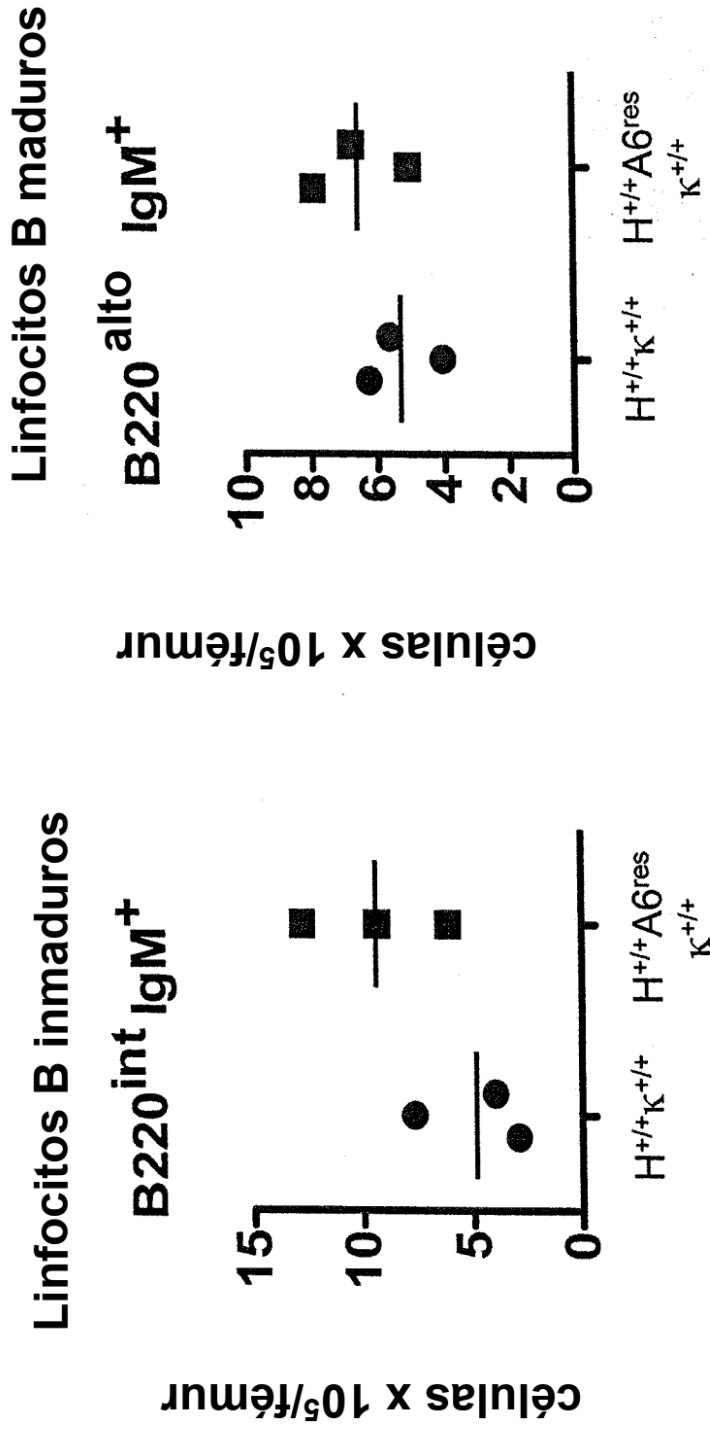 Linfocitos B inmaduros
B220int IgM+
células x 10⁵/fémur
15
10
5
0
H+/+κ+/+
H+/+A6res
κ+/+
Linfocitos B maduros
B220alto IgM+
células x 10⁵/fémur
10
8
6
4
2
0
H+/+κ+/+
H+/+A6res
κ+/+